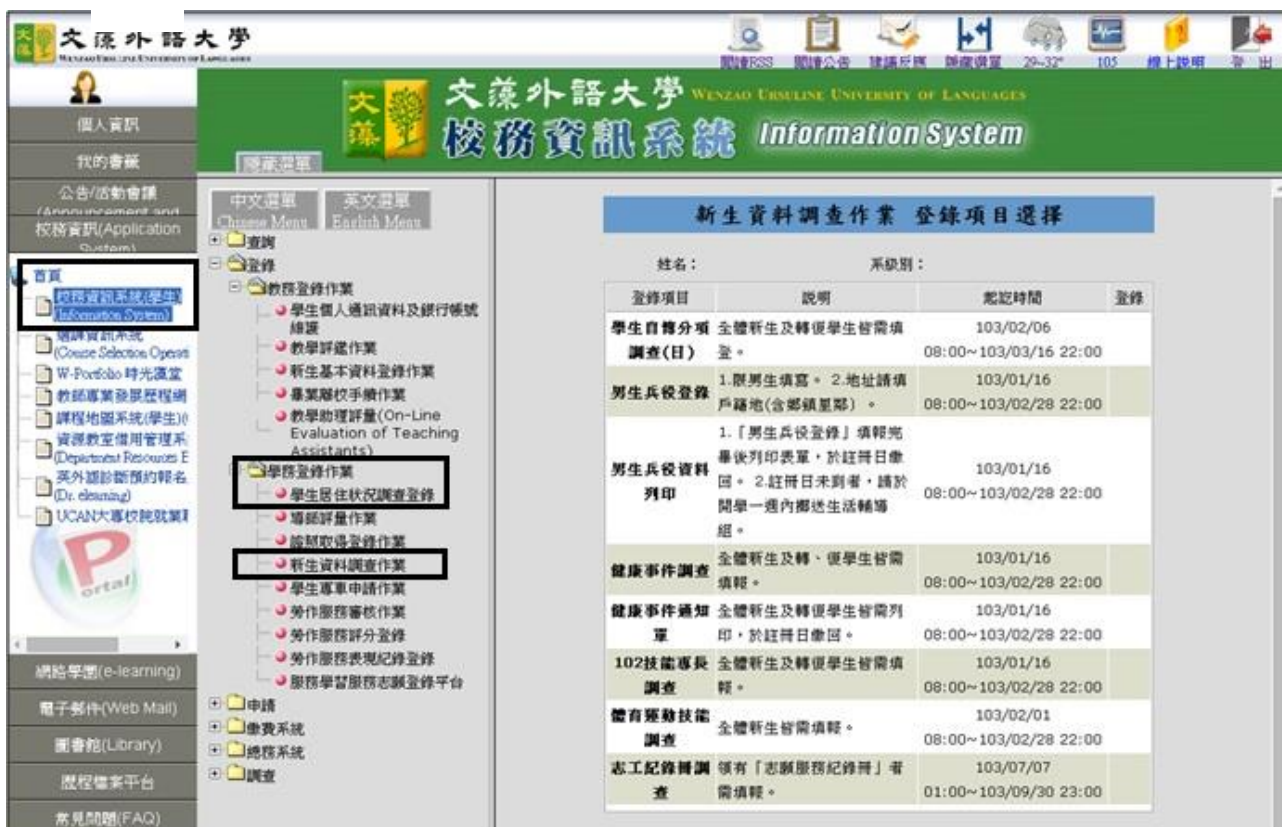 文藻外語大學
WENZAO URSULINE UNIVERSITY OF LANGUAGES
閱讀RSS
閱讀公告
建議反應
隱藏選單
29~32°
105
線上說明
登 出
個人資訊
我的書籤
公告/活動會議
(Announcement and
校務資訊(Application
System)
首頁
校務資訊系統(學生)
(Information System)
選課資訊系統
(Course Selection Operati
W-Portfolio 時光藻堂
教師專業發展歷程網
課程地圖系統(學生)(
資源教室借用管理系
(Department Resources E
英外語診斷預約報名
(Dr. elearning)
UCAN大專校院就業職
Portal
網路學園(e-learning)
電子郵件(Web Mail)
圖書館(Library)
歷程檔案平台
常見問題(FAQ)
文藻
文藻外語大學 WENZAO URSULINE UNIVERSITY OF LANGUAGES
校務資訊系統 Information System
隱藏選單
中文選單
Chinese Menu
英文選單
English Menu
查詢
登錄
教務登錄作業
學生個人通訊資料及銀行帳號
維護
教學評鑑作業
新生基本資料登錄作業
畢業離校手續作業
教學助理評量(On-Line
Evaluation of Teaching
Assistants)
學務登錄作業
學生居住狀況調查登錄
導師評量作業
證照取得登錄作業
新生資料調查作業
學生專車申請作業
勞作服務審核作業
勞作服務評分登錄
勞作服務表現紀錄登錄
服務學習服務志願登錄平台
申請
繳費系統
總務系統
調查
新生資料調查作業 登錄項目選擇
姓名：
系級別：
登錄項目 說明 起訖時間 登錄
學生自傳分項
調查(日)
全體新生及轉復學生皆需填
登。
103/02/06
08:00~103/03/16 22:00
男生兵役登錄
1.限男生填寫。 2.地址請填
戶籍地(含鄉鎮里鄰) 。
103/01/16
08:00~103/02/28 22:00
男生兵役資料
列印
1.「男生兵役登錄」填報完
畢後列印表單，於註冊日繳
回。 2.註冊日未到者，請於
開學一週內郵送生活輔導
組。
103/01/16
08:00~103/02/28 22:00
健康事件調查
全體新生及轉、復學生皆需
填報。
103/01/16
08:00~103/02/28 22:00
健康事件通知
單
全體新生及轉復學生皆需列
印，於註冊日繳回。
103/01/16
08:00~103/02/28 22:00
102技能專長
調查
全體新生及轉復學生皆需填
報。
103/01/16
08:00~103/02/28 22:00
體育運動技能
調查
全體新生皆需填報。
103/02/01
08:00~103/02/28 22:00
志工紀錄冊調
查
領有「志願服務紀錄冊」者
需填報。
103/07/07
01:00~103/09/30 23:00